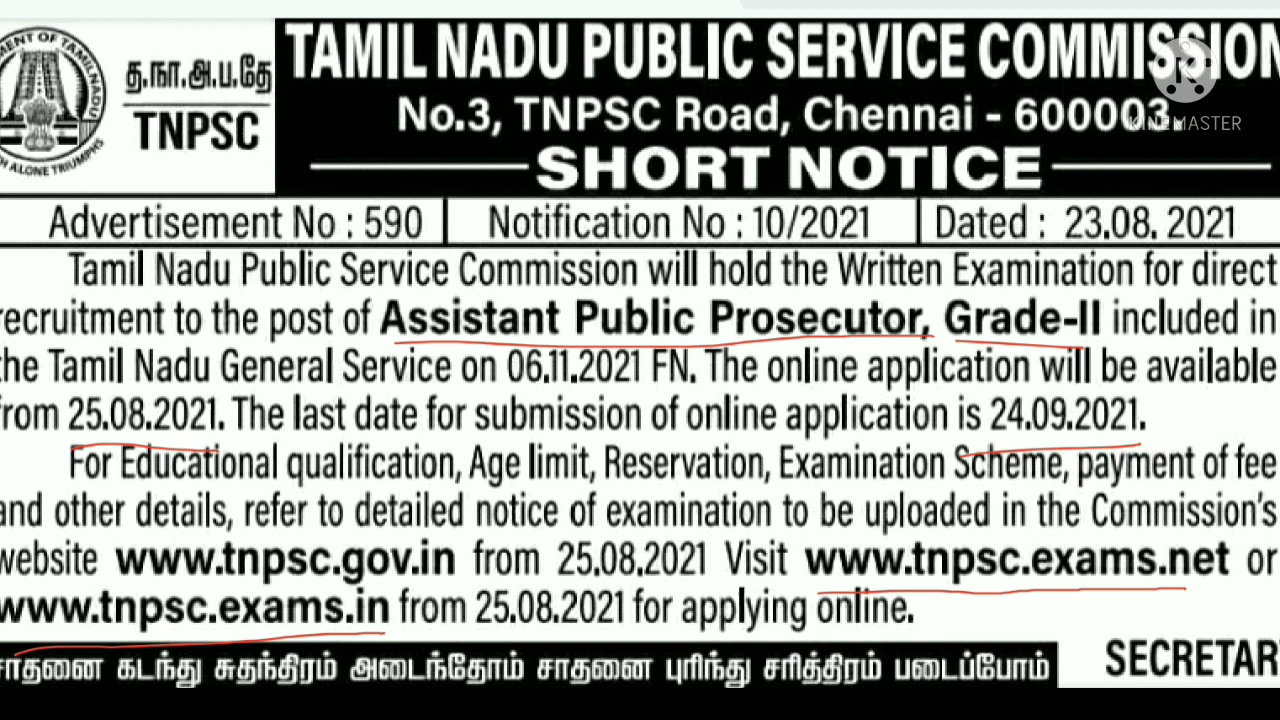 MENT OF TAMILNADU
TH ALONE TRIUMPHS
த.நா.அ.ப.தே
TNPSC
TAMIL NADU PUBLIC SERVICE COMMISSION
No.3, TNPSC Road, Chennai - 600003
KINEMASTER
SHORT NOTICE
Advertisement No : 590 Notification No : 10/2021 Dated : 23.08. 2021
Tamil Nadu Public Service Commission will hold the Written Examination for direct
recruitment to the post of Assistant Public Prosecutor, Grade-II included in
the Tamil Nadu General Service on 06.11.2021 FN. The online application will be available
from 25.08.2021. The last date for submission of online application is 24.09.2021.
For Educational qualification, Age limit, Reservation, Examination Scheme, payment of fee
and other details, refer to detailed notice of examination to be uploaded in the Commission's
website www.tnpsc.gov.in from 25.08.2021 Visit www.tnpsc.exams.net or
www.tnpsc.exams.in from 25.08.2021 for applying online.
SECRETAR
சாதனை கடந்து சுதந்திரம் அடைந்தோம் சாதனை புரிந்து சரித்திரம் படைப்போம்